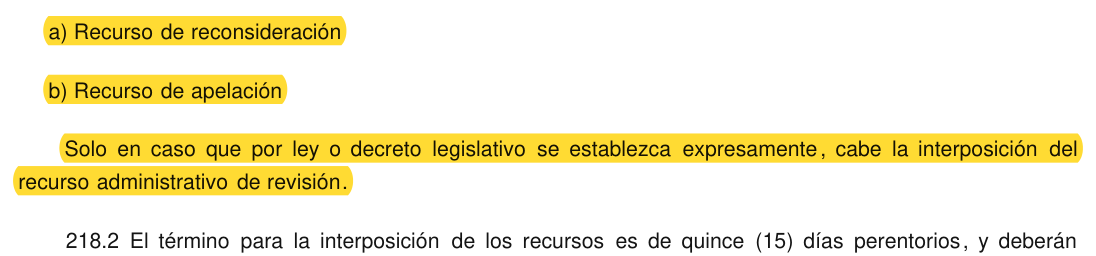 a) Recurso de reconsideración
b) Recurso de apelación
Solo en caso que por ley o decreto legislativo se establezca expresamente, cabe la interposición del
recurso administrativo de revisión.
218.2 El término para la interposición de los recursos es de quince (15) días perentorios, y deberán